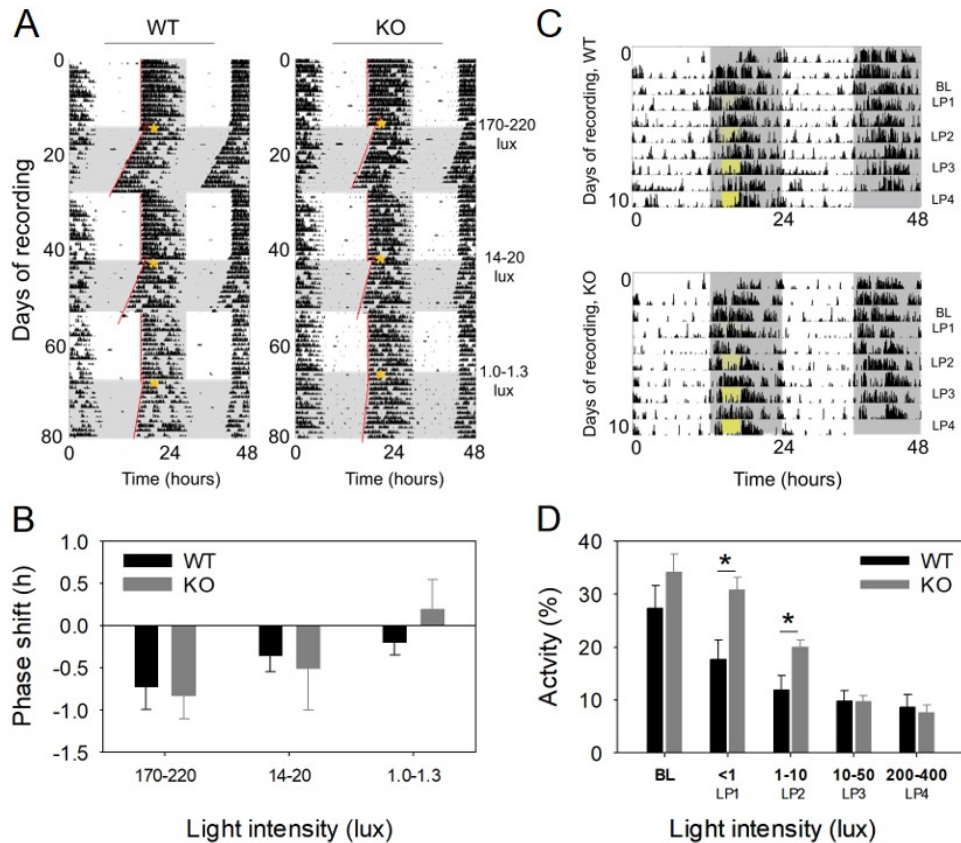 A
WT
KO
0
20
40
60
80
Days of recording
0
24
48
Time (hours)
0
24
48
Time (hours)
170-220
lux
14-20
lux
1.0-1.3
lux
C
Days of recording, WT
0
10
BL
LP1
LP2
LP3
LP4
24
48
Days of recording, KO
0
10
BL
LP1
LP2
LP3
LP4
0
24
48
Time (hours)
B
WT
KO
Phase shift (h)
1.0
0.5
0.0
-0.5
-1.0
-1.5
170-220
14-20
1.0-1.3
Light intensity (lux)
D
WT
KO
Actvity (%)
40
30
20
10
0
* *
BL <1 1-10 10-50 200-400
LP1 LP2 LP3 LP4
Light intensity (lux)